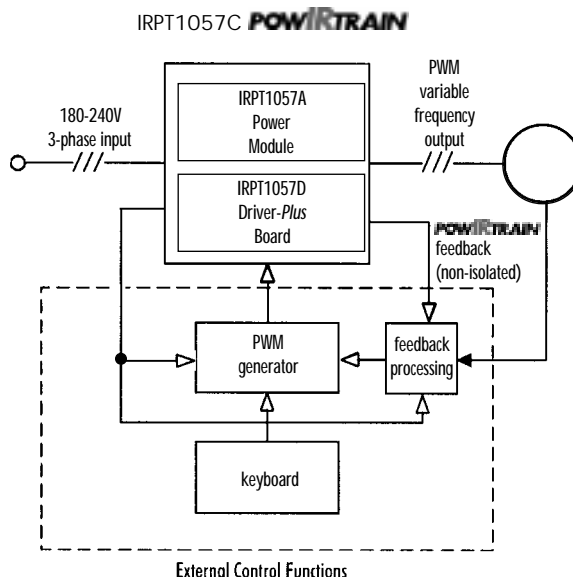 IRPT1057C POWIRTRAIN
180-240V
3-phase input
IRPT1057A
Power
Module
IRPT1057D
Driver-Plus
Board
PWM
variable
frequency
output
POWIRTRAIN
feedback
(non-isolated)
PWM
generator
feedback
processing
keyboard
External Control Functions